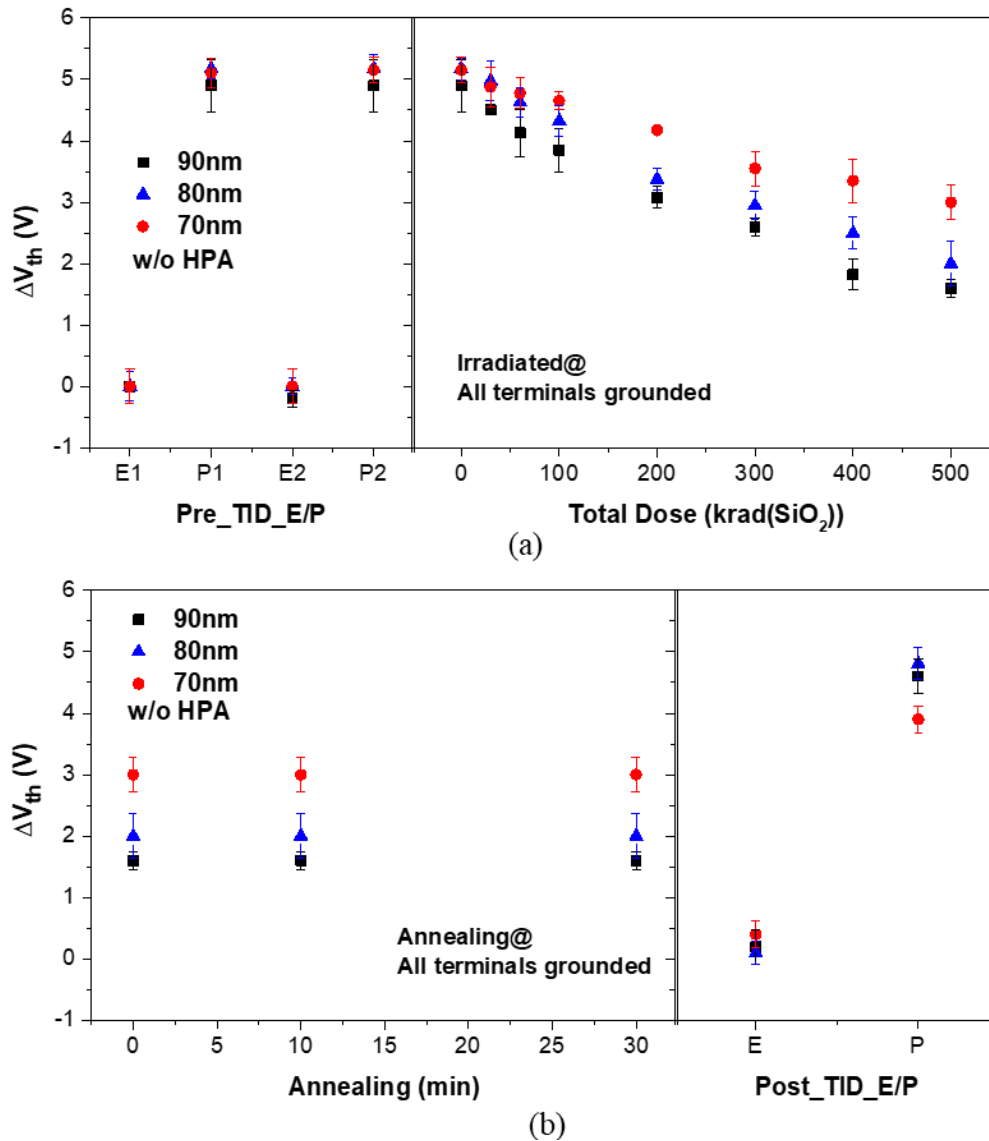 6
5
4
3
2
1
0
-1
ΔVth (V)
90nm
80nm
70nm
w/o HPA
Irradiated@
All terminals grounded
E1 P1 E2 P2
0 100 200 300 400 500
Pre_TID_E/P
Total Dose (krad(SiO2))
(a)
6
5
4
3
2
1
0
-1
ΔVth (V)
90nm
80nm
70nm
w/o HPA
Annealing@
All terminals grounded
0 5 10 15 20 25 30
E P
Annealing (min)
Post_TID_E/P
(b)